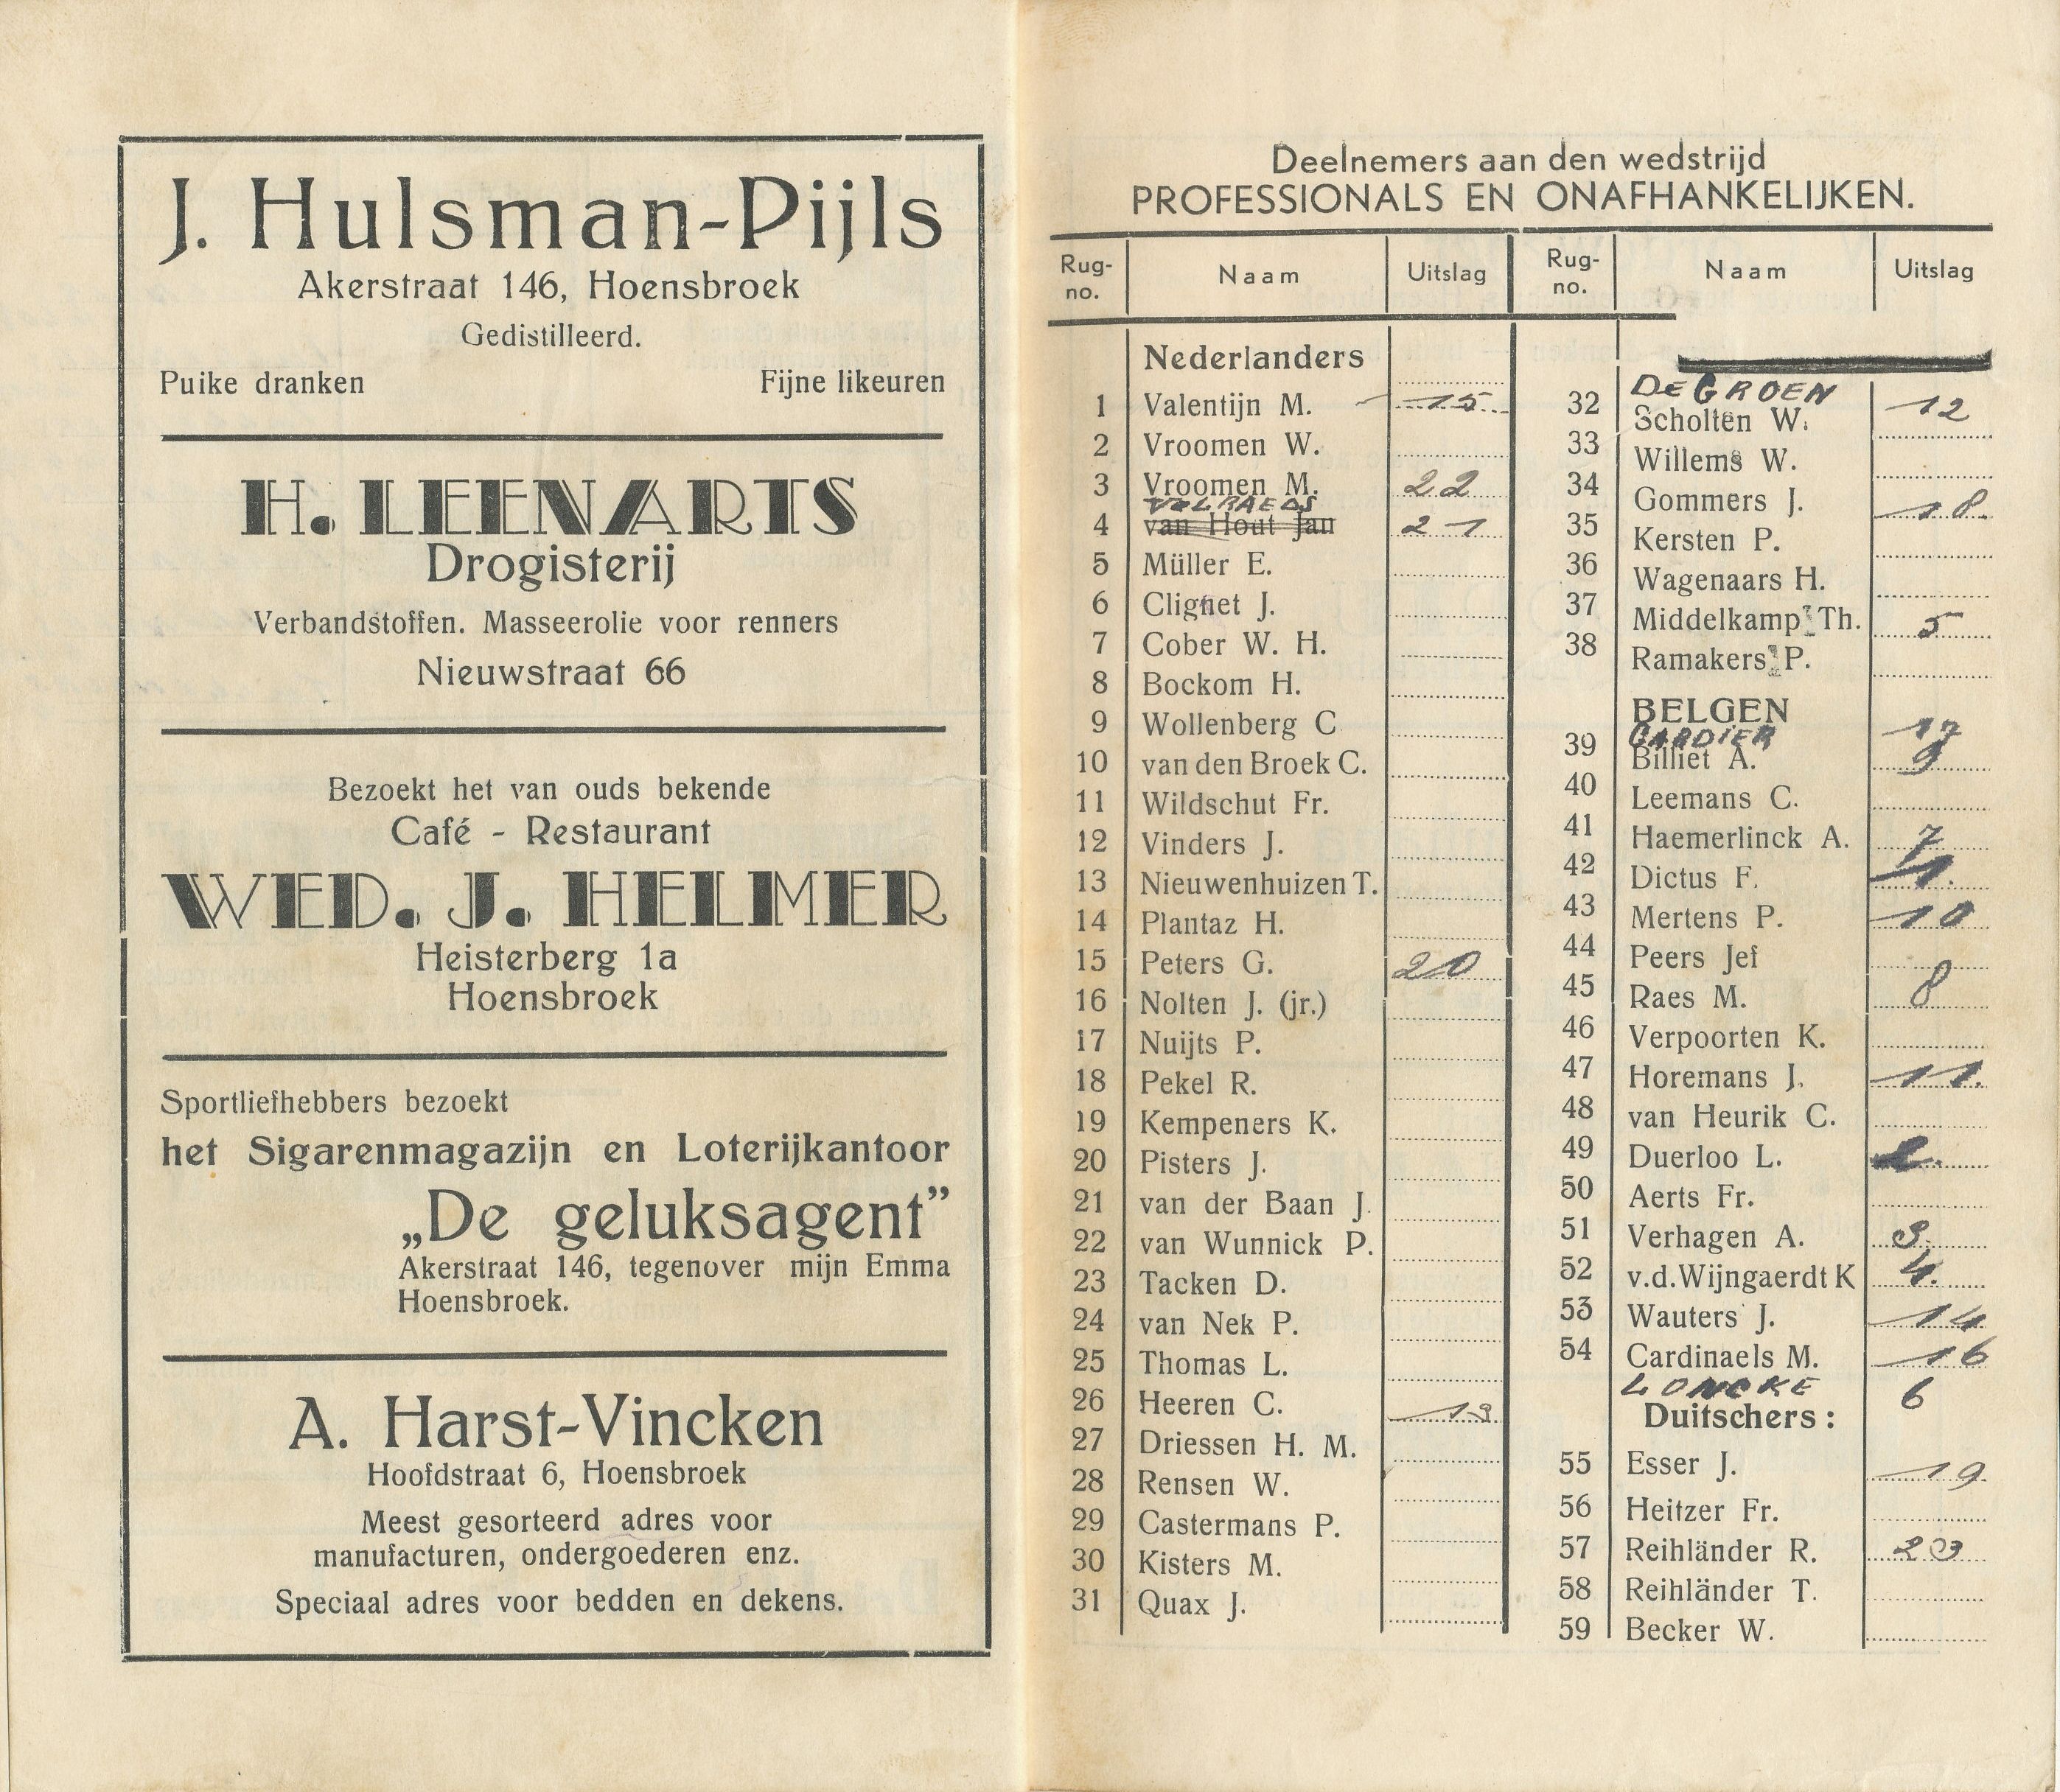 J. Hulsman-Pijls
Akerstraat 146, Hoensbroek
Gedistilleerd.
Puike dranken Fijne likeuren
H. LEENARTS
Drogisterij
Verbandstoffen. Masseerolie voor renners
Nieuwstraat 66
Bezoekt het van ouds bekende
Café - Restaurant
WED. J. HELMER
Heisterberg 1a
Hoensbroek
Sportliefhebbers bezoekt
het Sigarenmagazijn en Loterijkantoor
„De geluksagent”
Akerstraat 146, tegenover mijn Emma
Hoensbroek.
A. Harst-Vincken
Hoofdstraat 6, Hoensbroek
Meest gesorteerd adres voor
manufacturen, ondergoederen enz.
Speciaal adres voor bedden en dekens.
Deelnemers aan den wedstrijd
PROFESSIONALS EN ONAFHANKELIJKEN.
Rug-no. Naam Uitslag
Nederlanders
1 Valentijn M. 15
2 Vroomen W.
3 Vroomen M. 22
VOLRAEDS
4 van Hout Jan 21
5 Müller E.
6 Clignet J.
7 Cober W. H.
8 Bockom H.
9 Wollenberg C
10 van den Broek C.
11 Wildschut Fr.
12 Vinders J.
13 Nieuwenhuizen T.
14 Plantaz H.
15 Peters G. 20
16 Nolten J. (jr.)
17 Nuijts P.
18 Pekel R.
19 Kempeners K.
20 Pisters J.
21 van der Baan J.
22 van Wunnick P.
23 Tacken D.
24 van Nek P.
25 Thomas L.
26 Heeren C. 13
27 Driessen H. M.
28 Rensen W.
29 Castermans P.
30 Kisters M.
31 Quax J.
Rug-no. Naam Uitslag
DE GROEN 12
32 Scholten W.
33 Willems W.
34 Gommers J. 18.
35 Kersten P.
36 Wagenaars H.
37 Middelkamp Th. 5
38 Ramakers P.
BELGEN
GARDIER 17
39 Billiet A. 9
40 Leemans C.
41 Haemerlinck A. 7
42 Dictus F. 1.
43 Mertens P. 10
44 Peers Jef
45 Raes M. 8
46 Verpoorten K.
47 Horemans J. 11.
48 van Heurik C.
49 Duerloo L. 2.
50 Aerts Fr.
51 Verhagen A. 3.
52 v.d.Wijngaerdt K 4.
53 Wauters J. 14
54 Cardinaels M. 16
LONCKE 6
Duitschers :
55 Esser J. 19.
56 Heitzer Fr.
57 Reihländer R. 23
58 Reihländer T.
59 Becker W.